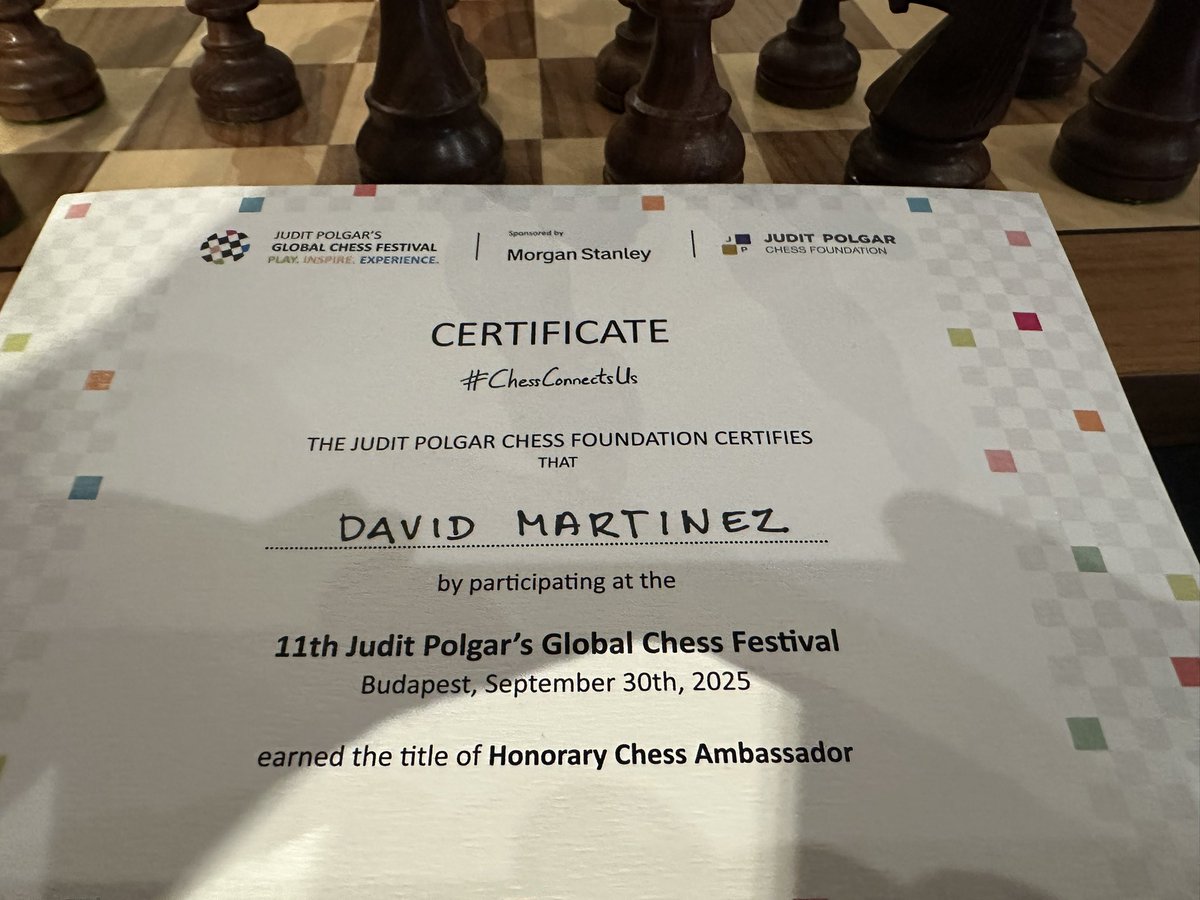 JUDIT POLGAR'S
GLOBAL CHESS FESTIVAL
PLAY. INSPIRE. EXPERIENCE.
Sponsored by
Morgan Stanley
J
P
JUDIT POLGAR
CHESS FOUNDATION
CERTIFICATE
#ChessConnectsUs
THE JUDIT POLGAR CHESS FOUNDATION CERTIFIES
THAT
DAVID MARTINEZ
by participating at the
11th Judit Polgar’s Global Chess Festival
Budapest, September 30th, 2025
earned the title of Honorary Chess Ambassador